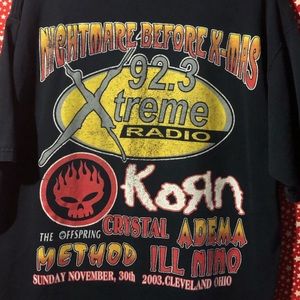 NIGHTMARE BEFORE X-MAS
92.3
Xtreme
RADIO
KoЯn
THE OFFSPRING
CRYSTAL
METHOD
ADEMA
ILL NINO
SUNDAY NOVEMBER, 30th 2003.CLEVELAND OHIO